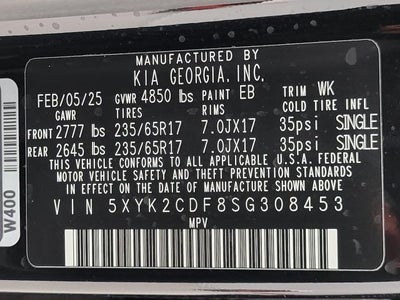 MANUFACTURED BY
KIA GEORGIA, INC.
FEB/05/25 GVWR 4850 lbs PAINT EB TRIM WK
GAWR TIRES RIMS COLD TIRE INFL
FRONT 2777 lbs 235/65R17 7.0JX17 35psi SINGLE
REAR 2645 lbs 235/65R17 7.0JX17 35psi SINGLE
THIS VEHICLE CONFORMS TO ALL APPLICABLE U.S.A. FEDERAL
MOTOR VEHICLE SAFETY AND THEFT PREVENTION STANDARDS
IN EFFECT ON THE DATE OF MANUFACTURE SHOWN ABOVE.
VIN 5XYK2CDF8SG308453
MPV
W400